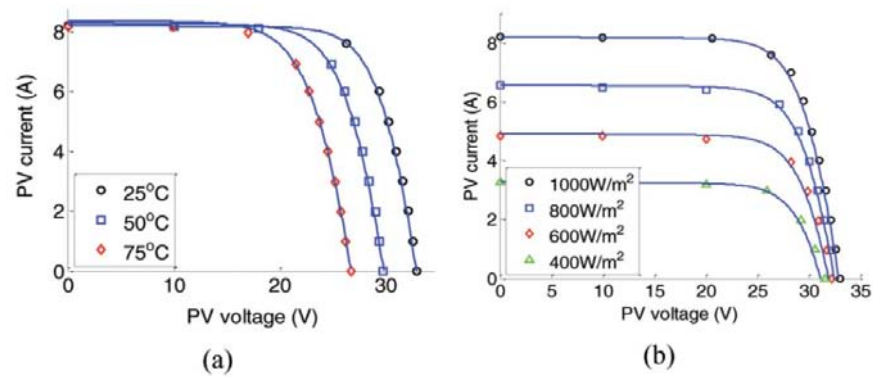 PV current (A)
8
6
4
2
0
0
10
20
30
PV voltage (V)
25°C
50°C
75°C
(a)
PV current (A)
8
6
4
2
0
0
5
10
15
20
25
30
35
PV voltage (V)
1000W/m²
800W/m²
600W/m²
400W/m²
(b)